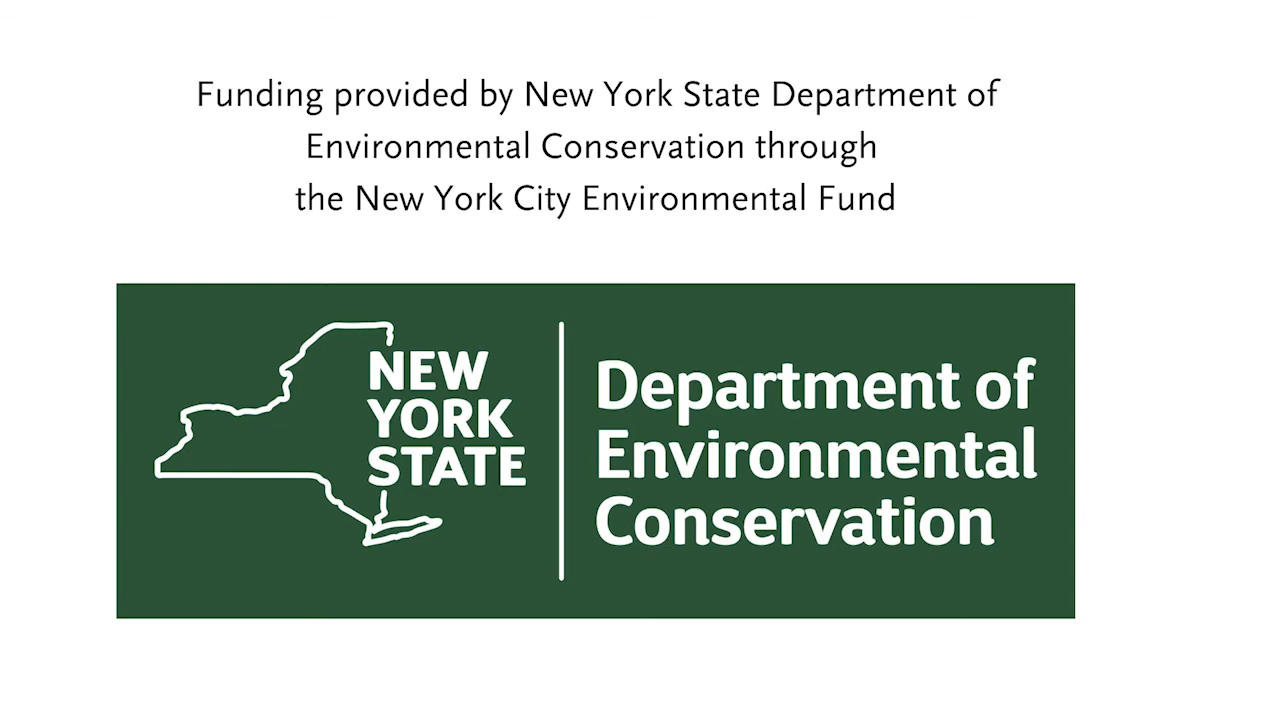 Funding provided by New York State Department of
Environmental Conservation through
the New York City Environmental Fund
NEW
YORK
STATE
Department of
Environmental
Conservation